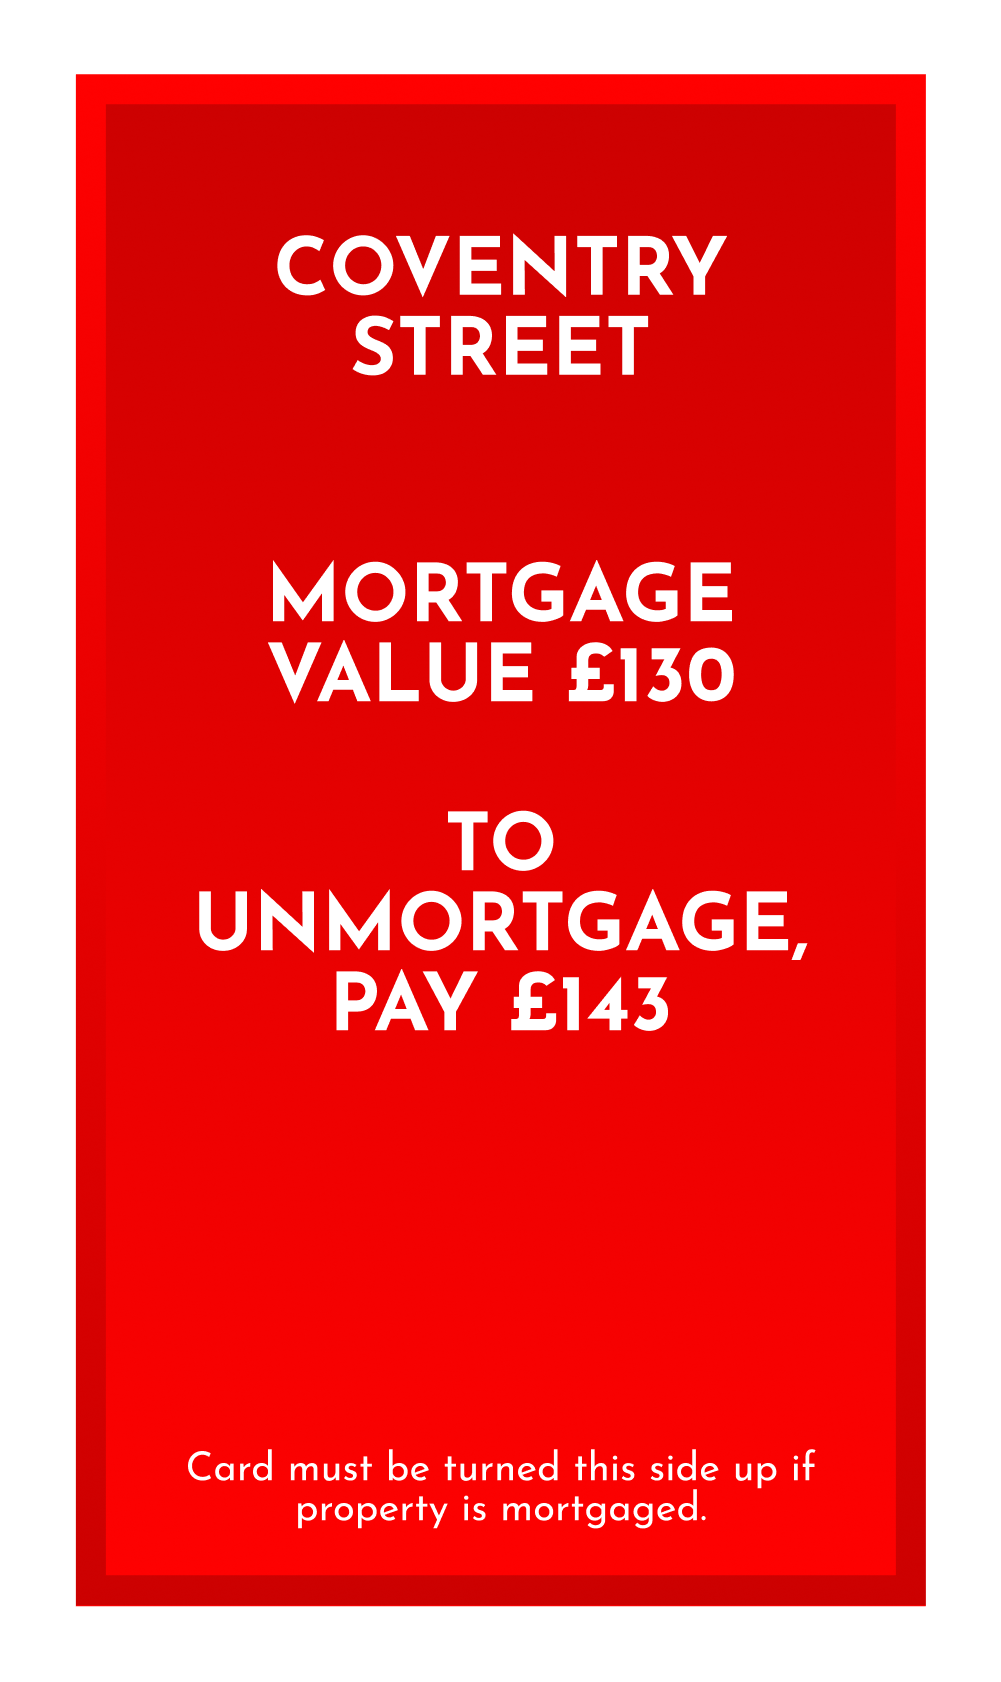 COVENTRY
STREET
MORTGAGE
VALUE £130
TO
UNMORTGAGE,
PAY £143
Card must be turned this side up if
property is mortgaged.